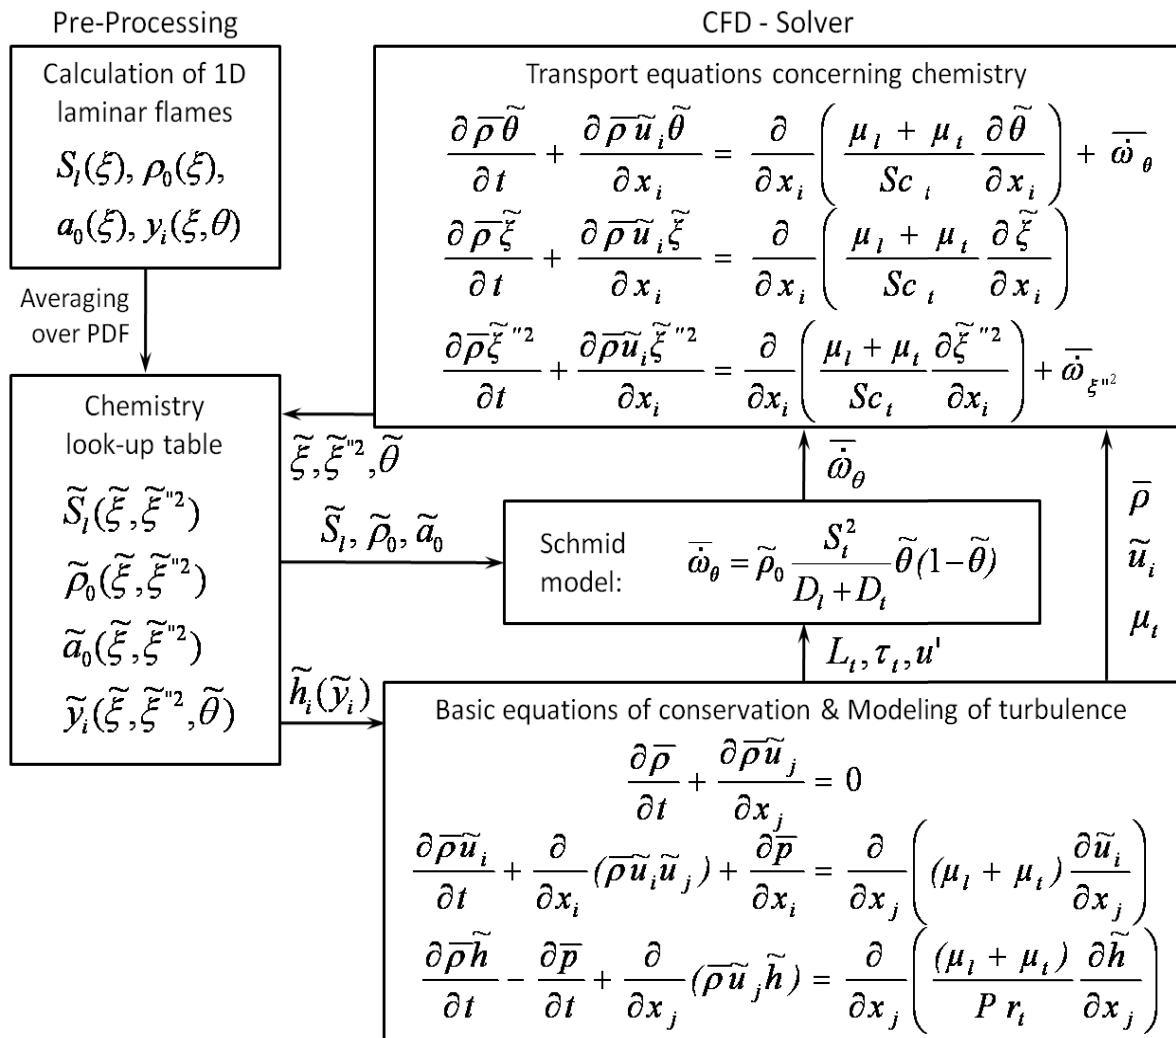 Pre-Processing
Calculation of 1D
laminar flames
S_l(ξ), ρ_0(ξ),
a_0(ξ), y_i(ξ,θ)
Averaging
over PDF
Chemistry
look-up table
S̃_l(ξ̃,ξ̃"²)
ρ̃_0(ξ̃,ξ̃"²)
ã_0(ξ̃,ξ̃"²)
ỹ_i(ξ̃,ξ̃"²,θ̃)
CFD - Solver
Transport equations concerning chemistry
∂ρ̅θ̃/∂t + ∂ρ̅ũ_iθ̃/∂x_i = ∂/∂x_i ( (μ_l + μ_t)/Sc_t ∂θ̃/∂x_i ) + ω̇̅_θ
∂ρ̅ξ̃/∂t + ∂ρ̅ũ_iξ̃/∂x_i = ∂/∂x_i ( (μ_l + μ_t)/Sc_t ∂ξ̃/∂x_i )
∂ρ̅ξ̃"²/∂t + ∂ρ̅ũ_iξ̃"²/∂x_i = ∂/∂x_i ( (μ_l + μ_t)/Sc_t ∂ξ̃"²/∂x_i ) + ω̇̅_ξ"²
ξ̃,ξ̃"²,θ̃
ω̇̅_θ
S̃_l, ρ̃_0, ã_0
Schmid
model:
ω̇̅_θ = ρ̃_0 S_t²/(D_l + D_t) θ̃(1-θ̃)
ρ̅
ũ_i
μ_t
L_t,τ_t,u'
h̃_i(ỹ_i)
Basic equations of conservation & Modeling of turbulence
∂ρ̅/∂t + ∂ρ̅ũ_j/∂x_j = 0
∂ρ̅ũ_i/∂t + ∂/∂x_i (ρ̅ũ_iũ_j) + ∂p̅/∂x_i = ∂/∂x_j ( (μ_l + μ_t) ∂ũ_i/∂x_j )
∂ρ̅h̃/∂t - ∂p̅/∂t + ∂/∂x_j (ρ̅ũ_jh̃) = ∂/∂x_j ( (μ_l + μ_t)/Pr_t ∂h̃/∂x_j )